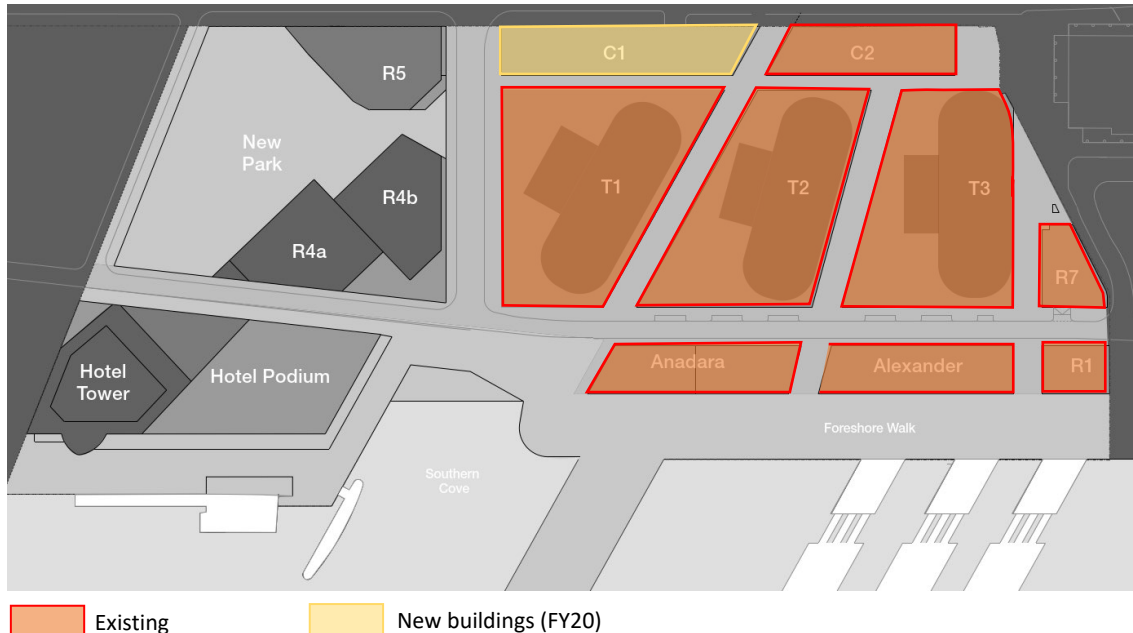 C1
C2
R5
New
Park
R4b
R4a
T1
T2
T3
R7
Hotel
Tower
Hotel Podium
Anadara
Alexander
R1
Foreshore Walk
Southern
Cove
Existing
New buildings (FY20)